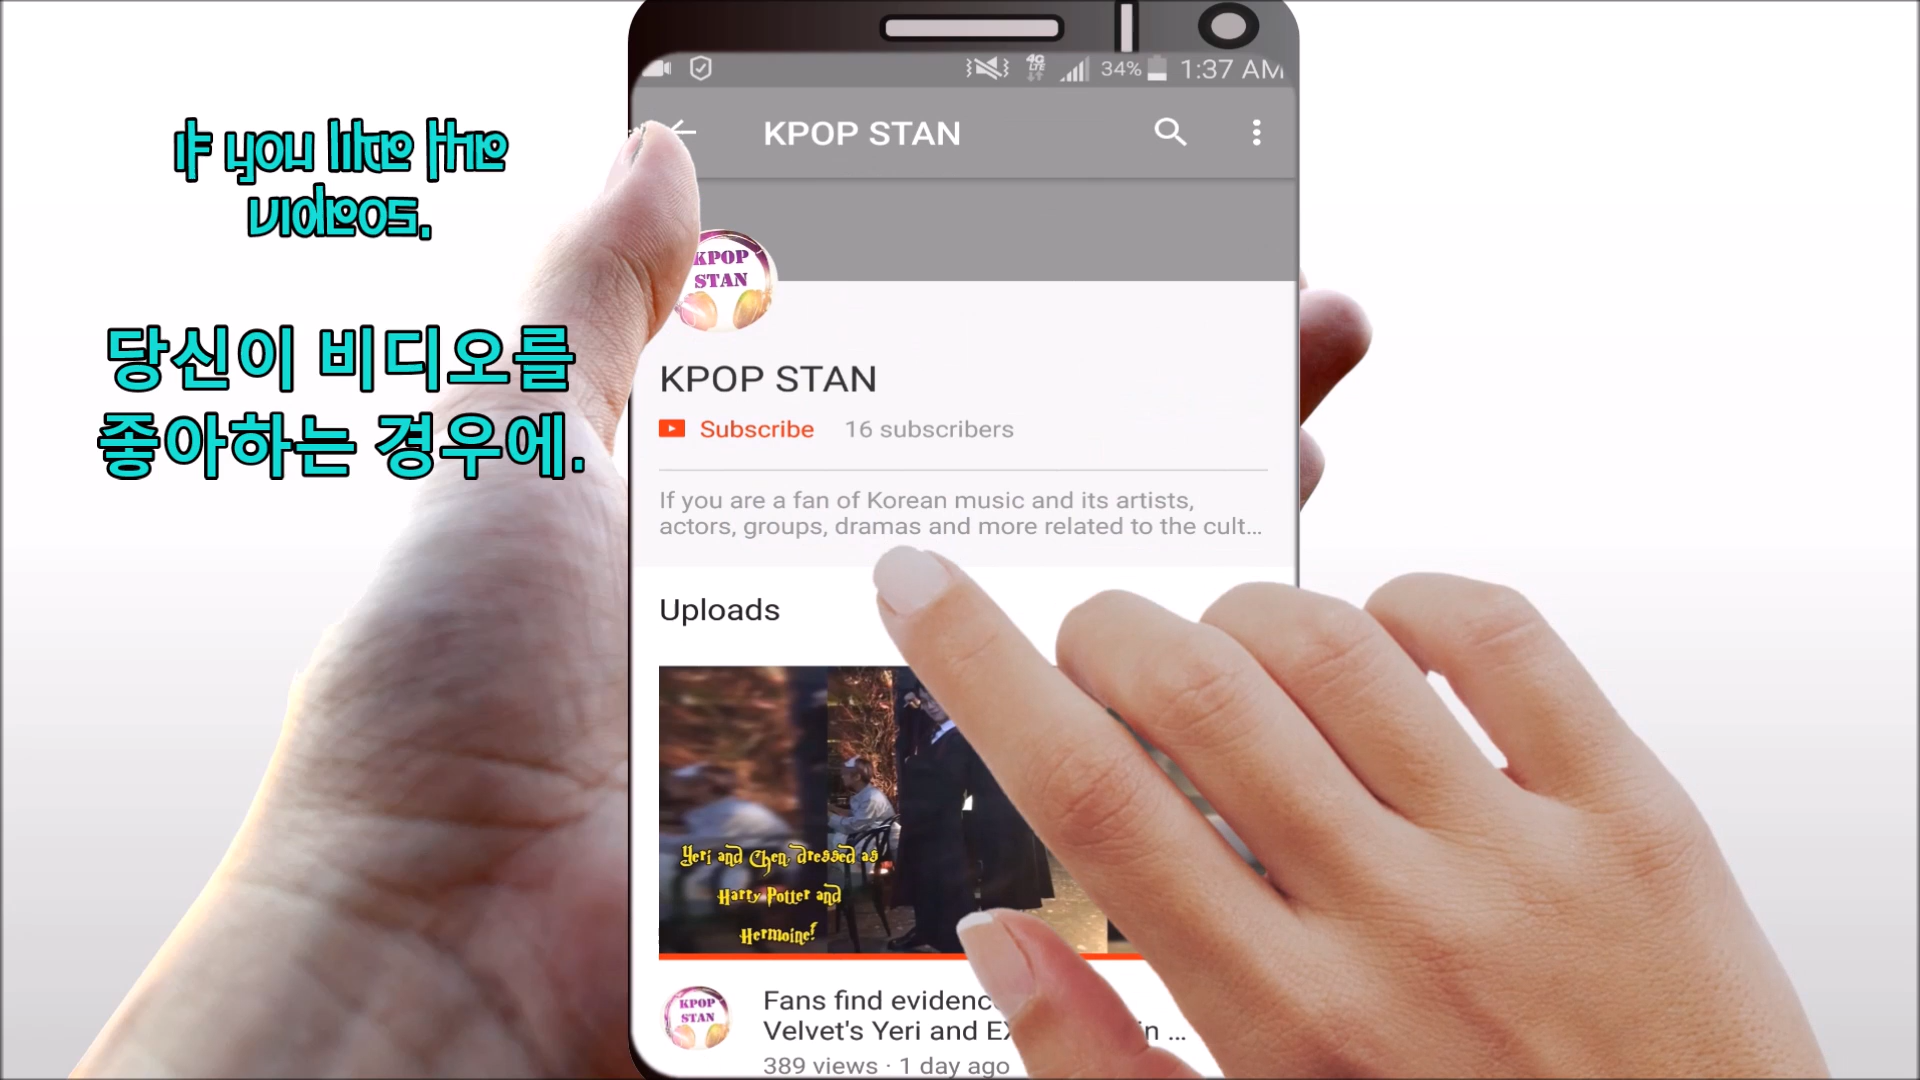 If you like the
videos.
당신이 비디오를
좋아하는 경우에.
4G
LTE
34%
1:37 AM
KPOP STAN
KPOP
STAN
KPOP STAN
Subscribe
16 subscribers
If you are a fan of Korean music and its artists,
actors, groups, dramas and more related to the cult...
Uploads
Yeri and Chen, dressed as
Harry Potter and
Hermoine!
KPOP
STAN
Fans find
Velvet's Yeri and in ...
389 views · 1 day ago